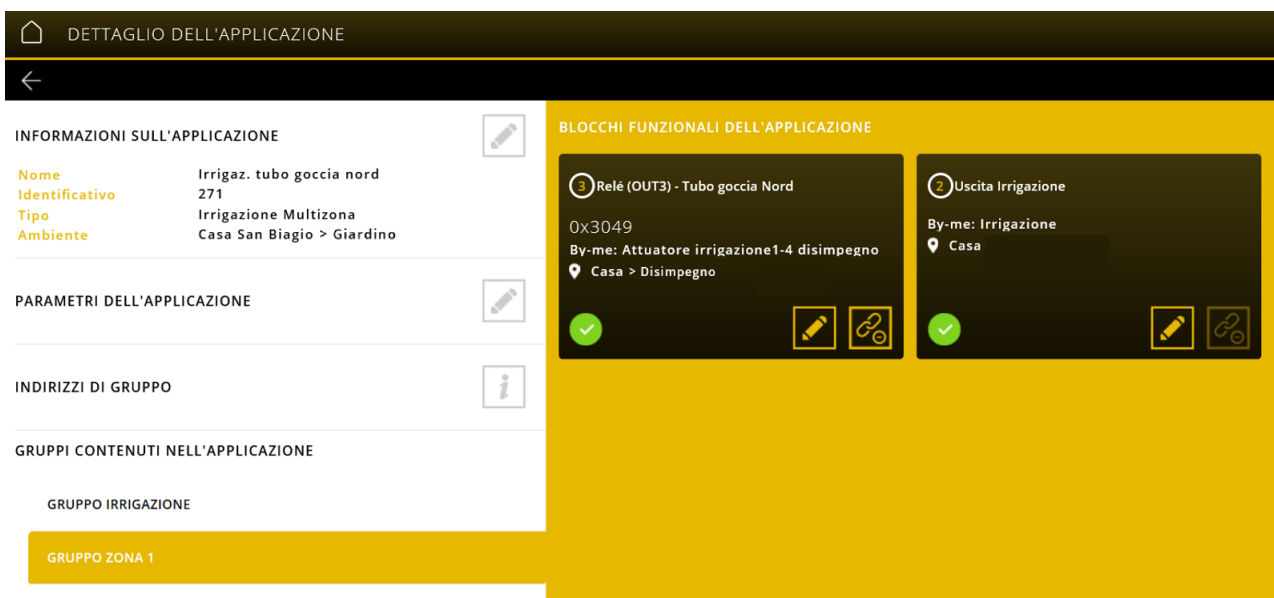 DETTAGLIO DELL'APPLICAZIONE
INFORMAZIONI SULL'APPLICAZIONE
Nome Irrigaz. tubo goccia nord
Identificativo 271
Tipo Irrigazione Multizona
Ambiente Casa San Biagio > Giardino
PARAMETRI DELL'APPLICAZIONE
INDIRIZZI DI GRUPPO
i
GRUPPI CONTENUTI NELL'APPLICAZIONE
GRUPPO IRRIGAZIONE
GRUPPO ZONA 1
BLOCCHI FUNZIONALI DELL'APPLICAZIONE
3 Relé (OUT3) - Tubo goccia Nord
0x3049
By-me: Attuatore irrigazione1-4 disimpegno
Casa > Disimpegno
2 Uscita Irrigazione
By-me: Irrigazione
Casa